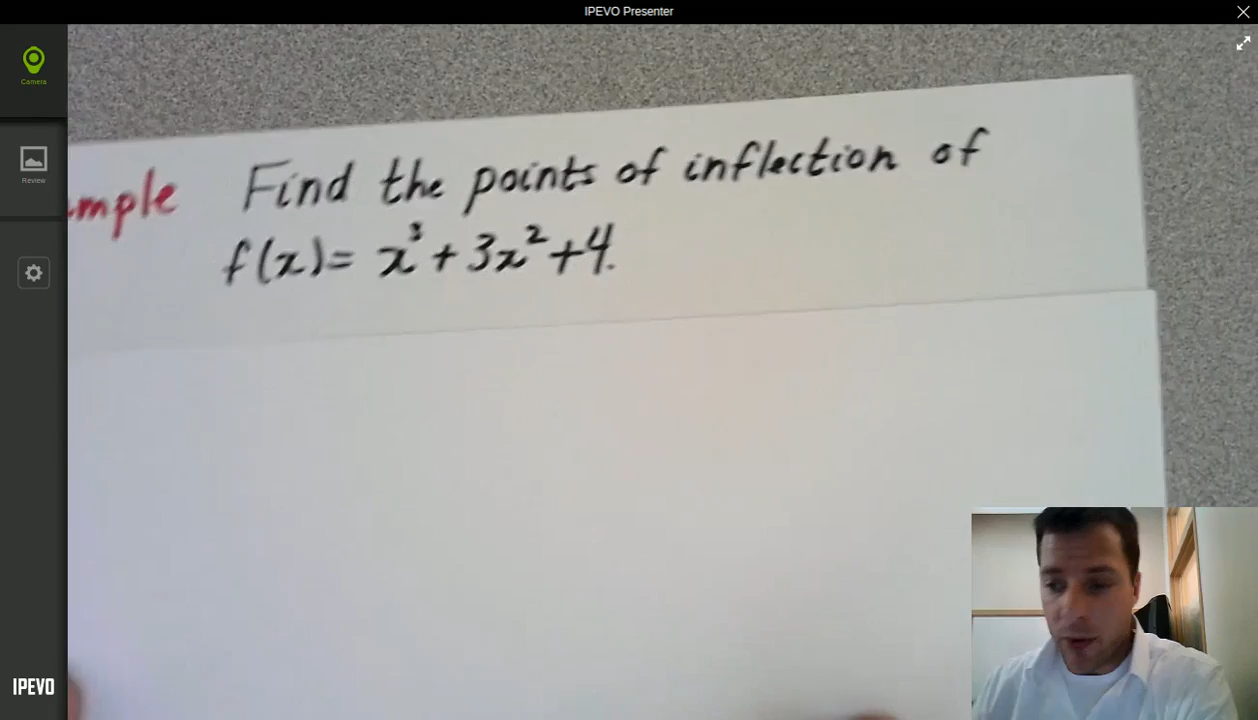 IPEVO Presenter
Camera
Review
mple Find the points of inflection of
f(x)= x³+3x²+4.
IPEVO